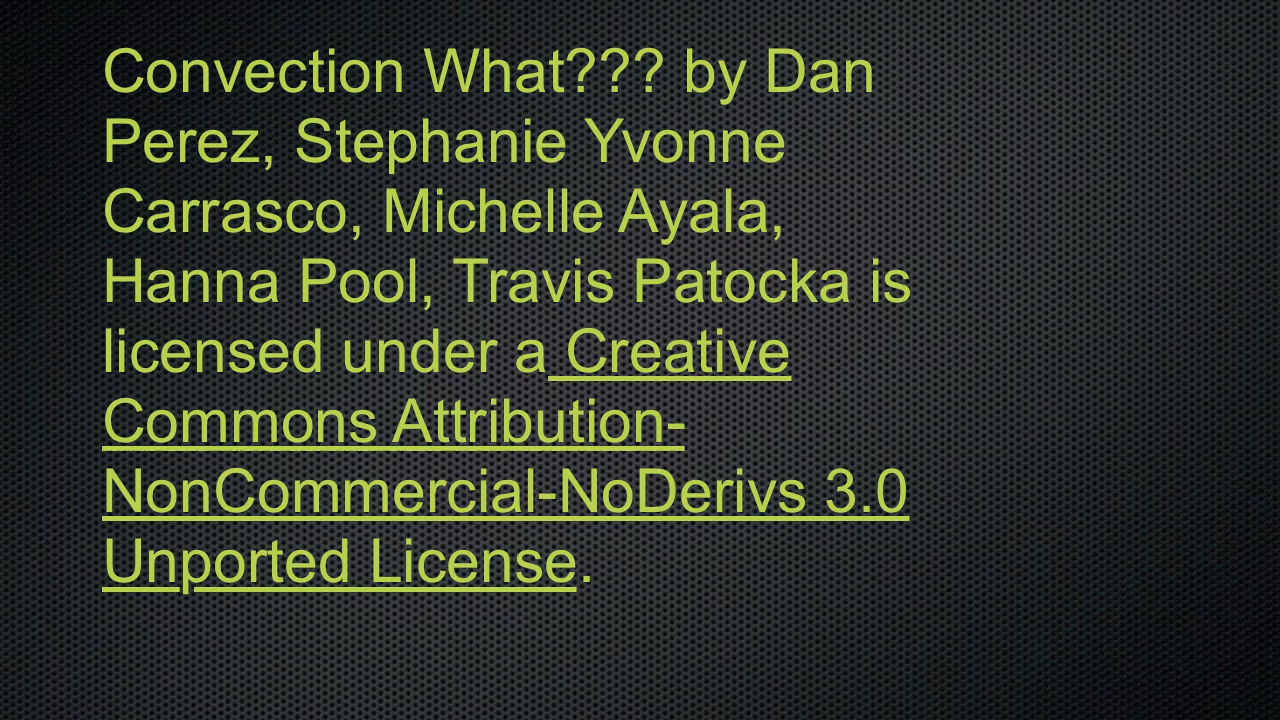 Convection What??? by Dan
Perez, Stephanie Yvonne
Carrasco, Michelle Ayala,
Hanna Pool, Travis Patocka is
licensed under a Creative
Commons Attribution-
NonCommercial-NoDerivs 3.0
Unported License.